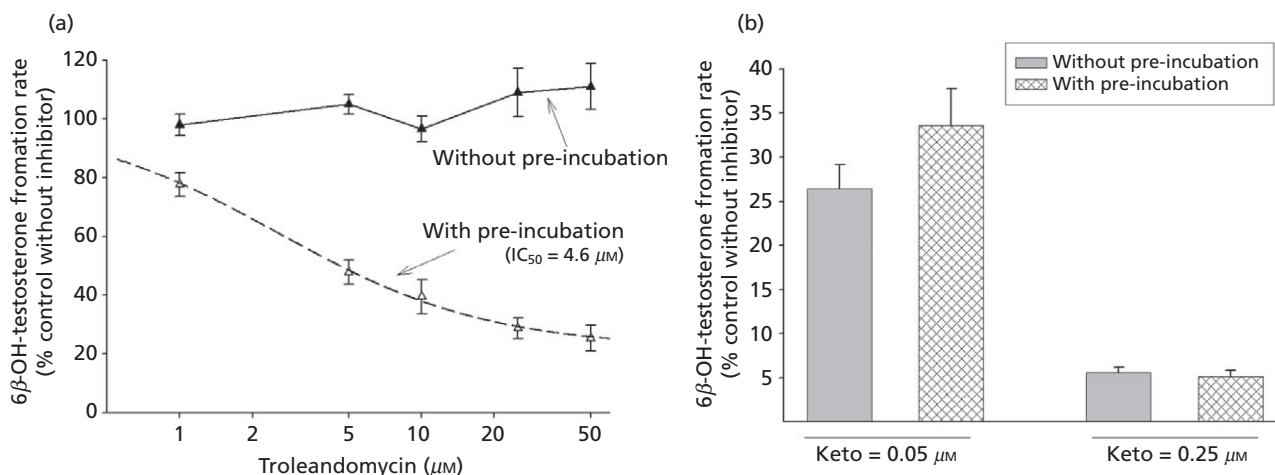 (a)
6β-OH-testosterone fromation rate
(% control without inhibitor)
120
100
80
60
40
20
0
Without pre-incubation
With pre-incubation
(IC50 = 4.6 μM)
1 2 5 10 20 50
Troleandomycin (μM)
(b)
Without pre-incubation
With pre-incubation
6β-OH-testosterone fromation rate
(% control without inhibitor)
40
35
30
25
20
15
10
5
Keto = 0.05 μM Keto = 0.25 μM